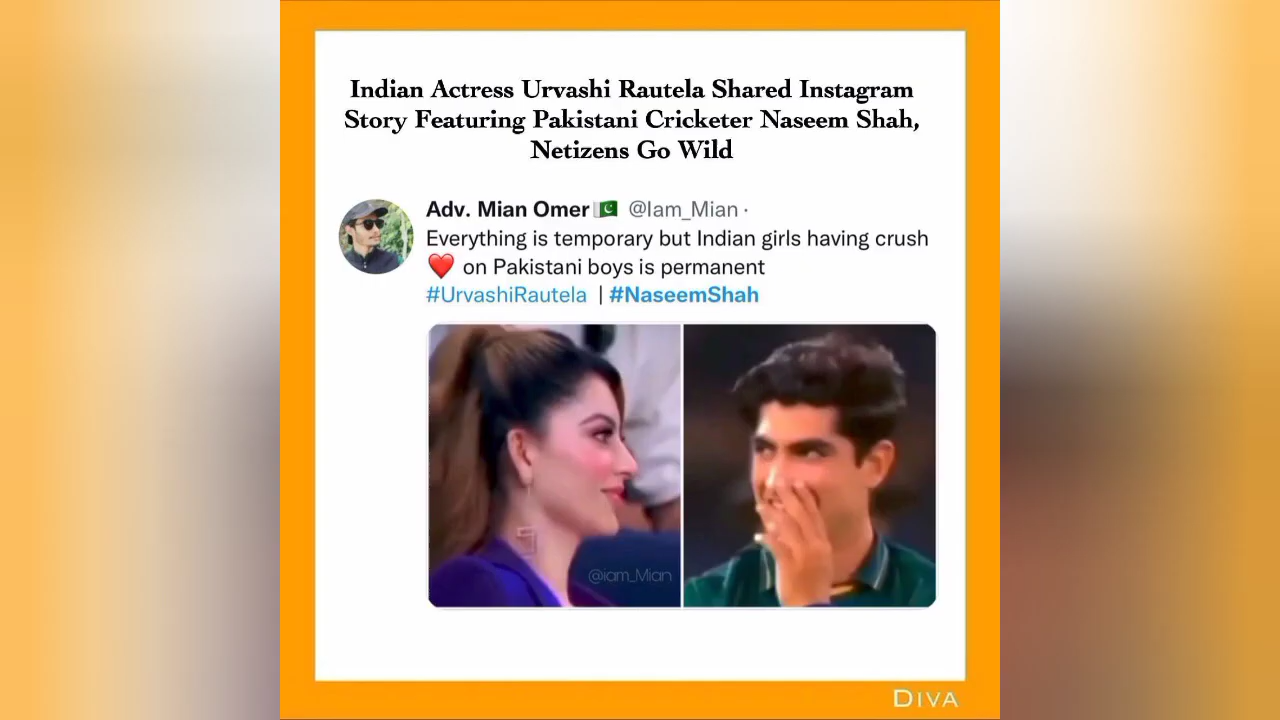 Indian Actress Urvashi Rautela Shared Instagram
Story Featuring Pakistani Cricketer Naseem Shah,
Netizens Go Wild
Adv. Mian Omer🇵🇰 @Iam_Mian ·
Everything is temporary but Indian girls having crush
❤️ on Pakistani boys is permanent
#UrvashiRautela | #NaseemShah
@iam_Mian
DIVA